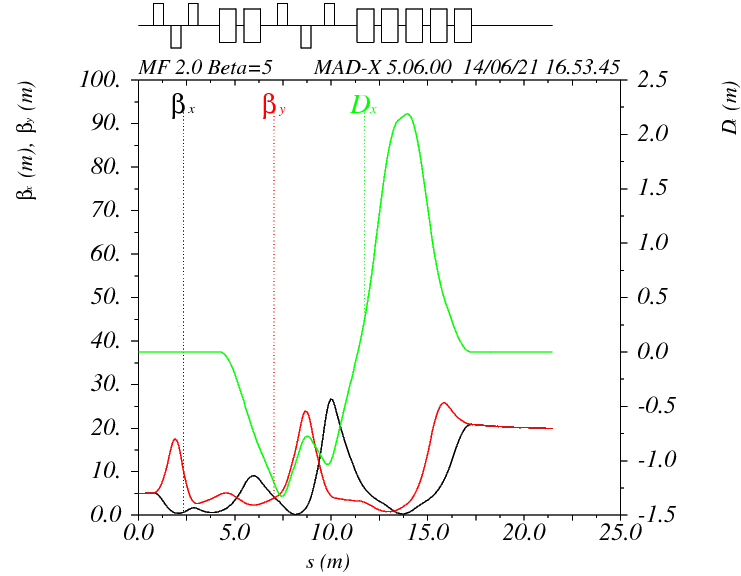 MF 2.0 Beta=5 MAD-X 5.06.00 14/06/21 16.53.45
100.
90.
80.
70.
60.
50.
40.
30.
20.
10.
0.0
βx (m), βy (m)
βx
βy
Dx
2.5
2.0
1.5
1.0
0.5
0.0
-0.5
-1.0
-1.5
Dx (m)
0.0 5.0 10.0 15.0 20.0 25.0
s (m)